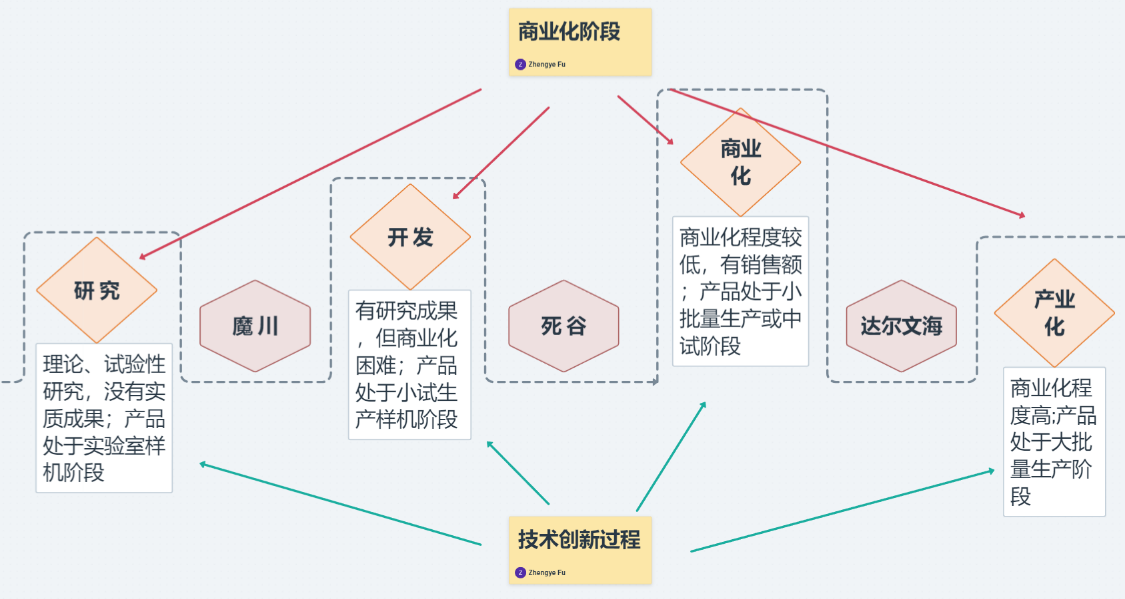 商业化阶段
Z Zhengye Fu
商业
化
开 发
研 究
魔 川
死 谷
达尔文海
产业
化
商业化程度较
低，有销售额
；产品处于小
批量生产或中
试阶段
有研究成果
，但商业化
困难；产品
处于小试生
产样机阶段
理论、试验性
研究，没有实
质成果；产品
处于实验室样
机阶段
商业化程
度高;产品
处于大批
量生产阶
段
技术创新过程
Z Zhengye Fu